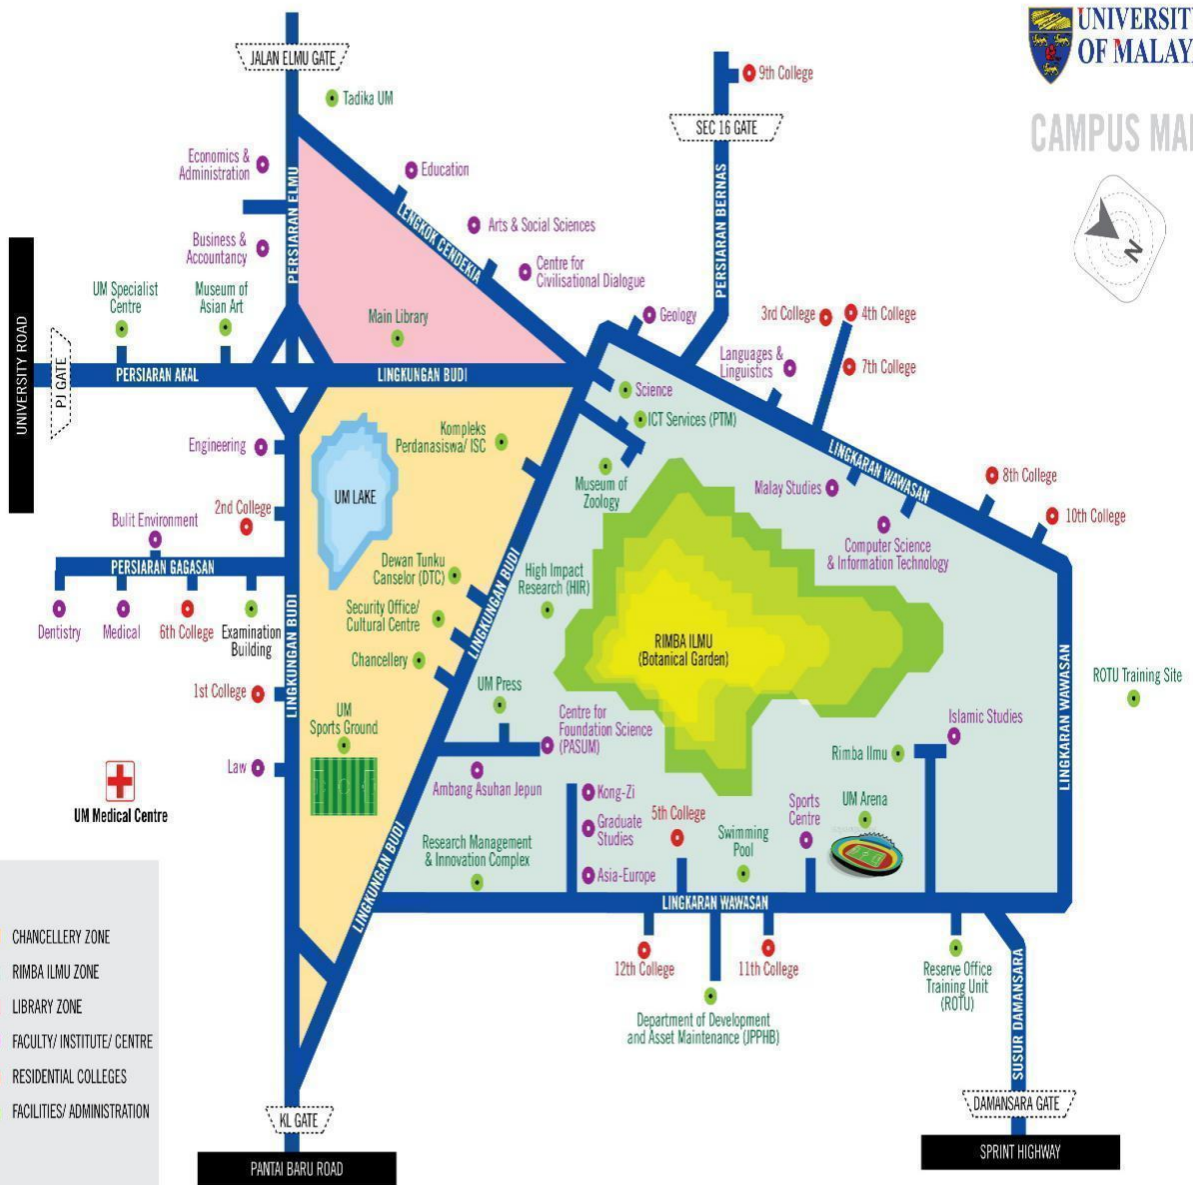 UNIVERSITY
OF MALAYA
CAMPUS MAP
N
JALAN ELMU GATE
Tadika UM
9th College
SEC 16 GATE
Economics &
Administration
PERSIARAN ELMU
Education
LENGKOK CENDEKIA
Arts & Social Sciences
PERSIARAN BERNAS
Business &
Accountancy
Centre for
Civilisational Dialogue
UM Specialist
Centre
Museum of
Asian Art
Main Library
Geology
3rd College
4th College
Languages &
Linguistics
7th College
UNIVERSITY ROAD
PJ GATE
PERSIARAN AKAL
LINGKUNGAN BUDI
Science
ICT Services (PTM)
Engineering
Kompleks
Perdanasiswa/ ISC
LINGKARAN WAWASAN
UM LAKE
Museum of
Zoology
Malay Studies
8th College
2nd College
10th College
Bulit Environment
Computer Science
& Information Technology
PERSIARAN GAGASAN
Dewan Tunku
Canselor (DTC)
LINGKUNGAN BUDI
High Impact
Research (HIR)
Dentistry
Medical
6th College
Examination
Building
LINGKUNGAN BUDI
Security Office/
Cultural Centre
RIMBA ILMU
(Botanical Garden)
Chancellery
LINGKARAN WAWASAN
ROTU Training Site
1st College
UM Press
UM
Sports Ground
Centre for
Foundation Science
(PASUM)
Islamic Studies
Rimba Ilmu
Law
Ambang Asuhan Jepun
Kong-Zi
UM Medical Centre
Graduate
Studies
5th College
Swimming
Pool
Sports
Centre
UM Arena
LINGKUNGAN BUDI
Research Management
& Innovation Complex
Asia-Europe
LINGKARAN WAWASAN
CHANCELLERY ZONE
RIMBA ILMU ZONE
LIBRARY ZONE
FACULTY/ INSTITUTE/ CENTRE
RESIDENTIAL COLLEGES
FACILITIES/ ADMINISTRATION
12th College
11th College
Reserve Office
Training Unit
(ROTU)
Department of Development
and Asset Maintenance (JPPHB)
SUSUR DAMANSARA
KL GATE
DAMANSARA GATE
PANTAI BARU ROAD
SPRINT HIGHWAY